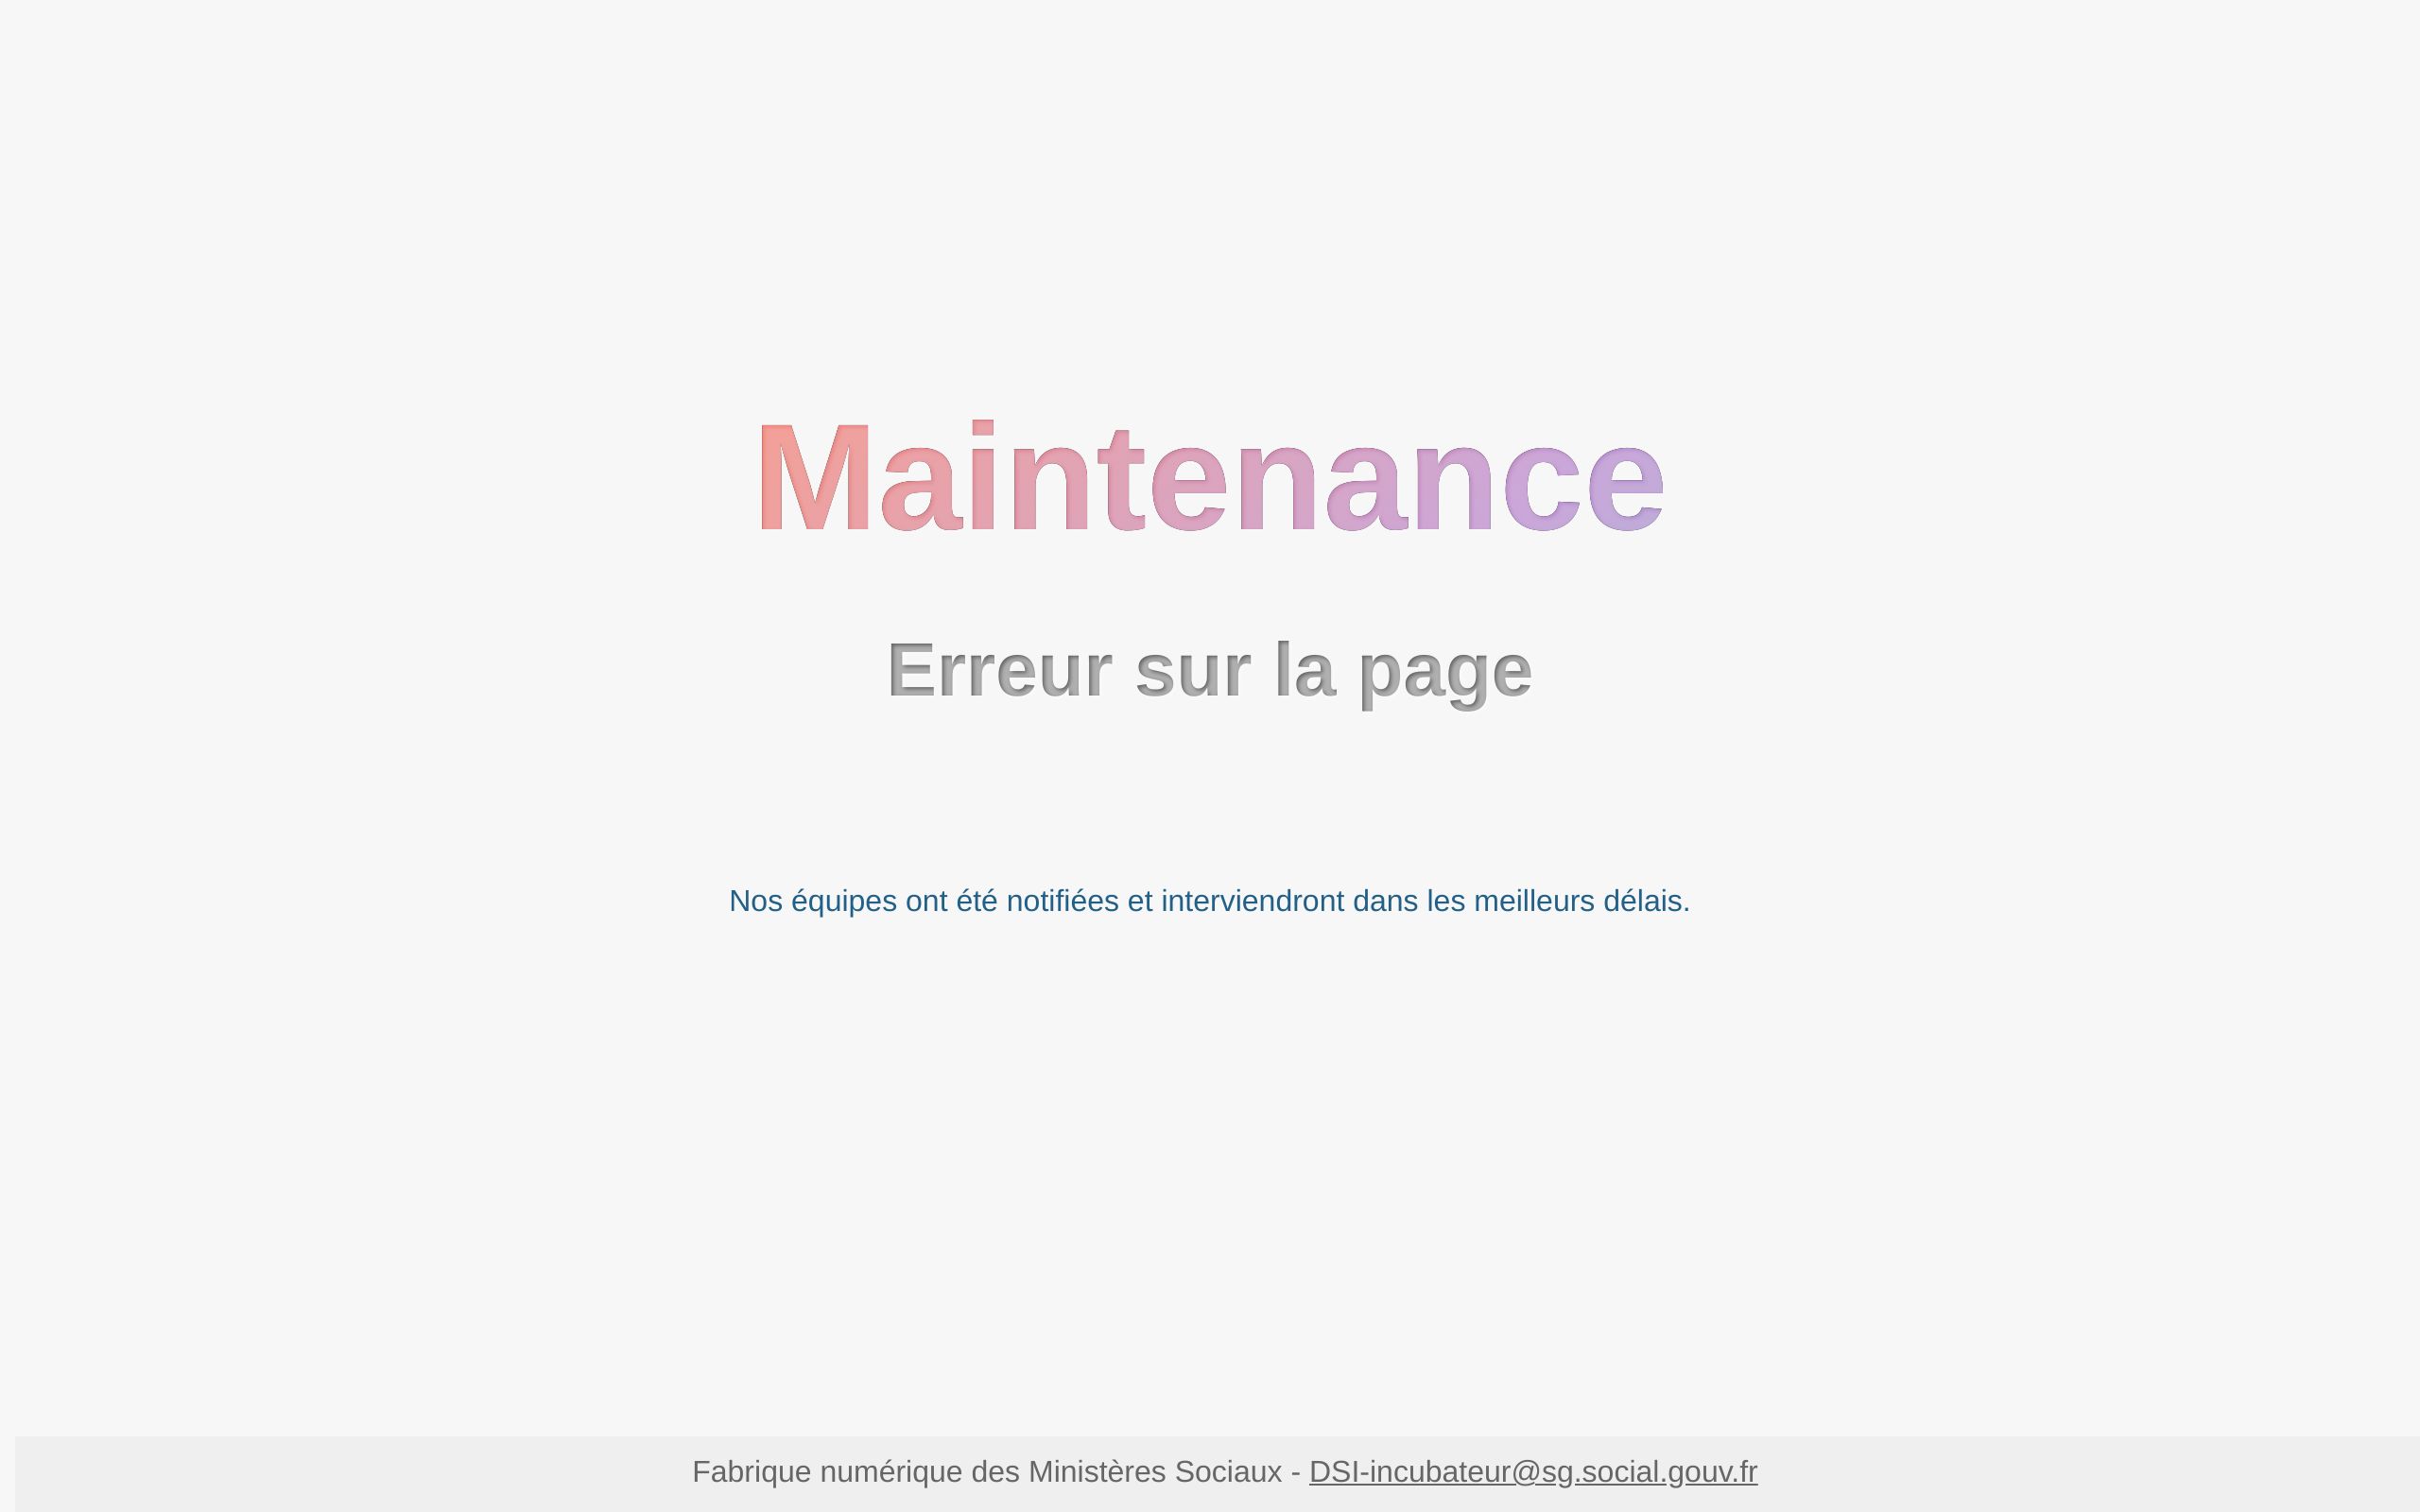 Maintenance
Erreur sur la page
Nos équipes ont été notifiées et interviendront dans les meilleurs délais.
Fabrique numérique des Ministères Sociaux - DSI-incubateur@sg.social.gouv.fr